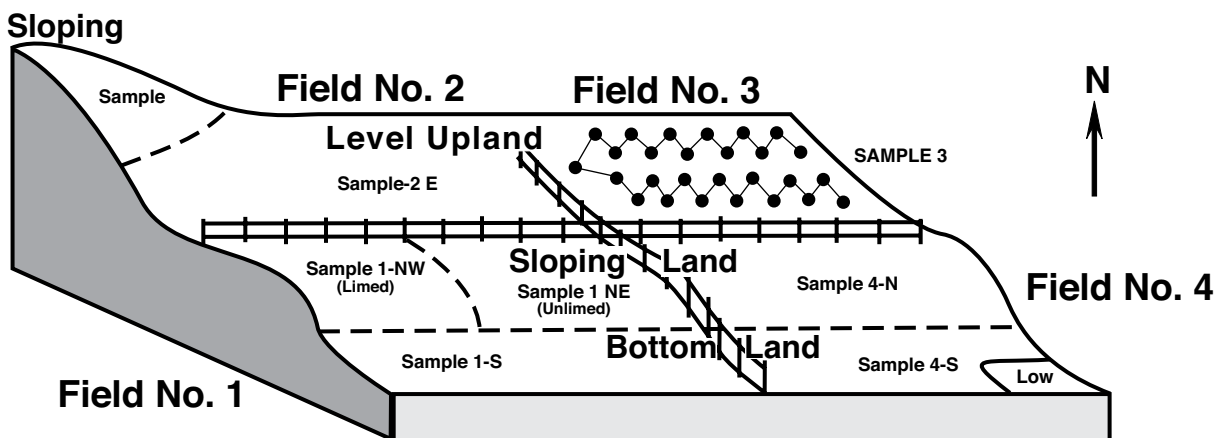 Sloping
Sample
Field No. 2
Field No. 3
N
Level Upland
SAMPLE 3
Sample-2 E
Sample 1-NW
(Limed)
Sloping Land
Sample 1 NE
(Unlimed)
Sample 4-N
Field No. 4
Bottom Land
Sample 1-S
Sample 4-S
Low
Field No. 1